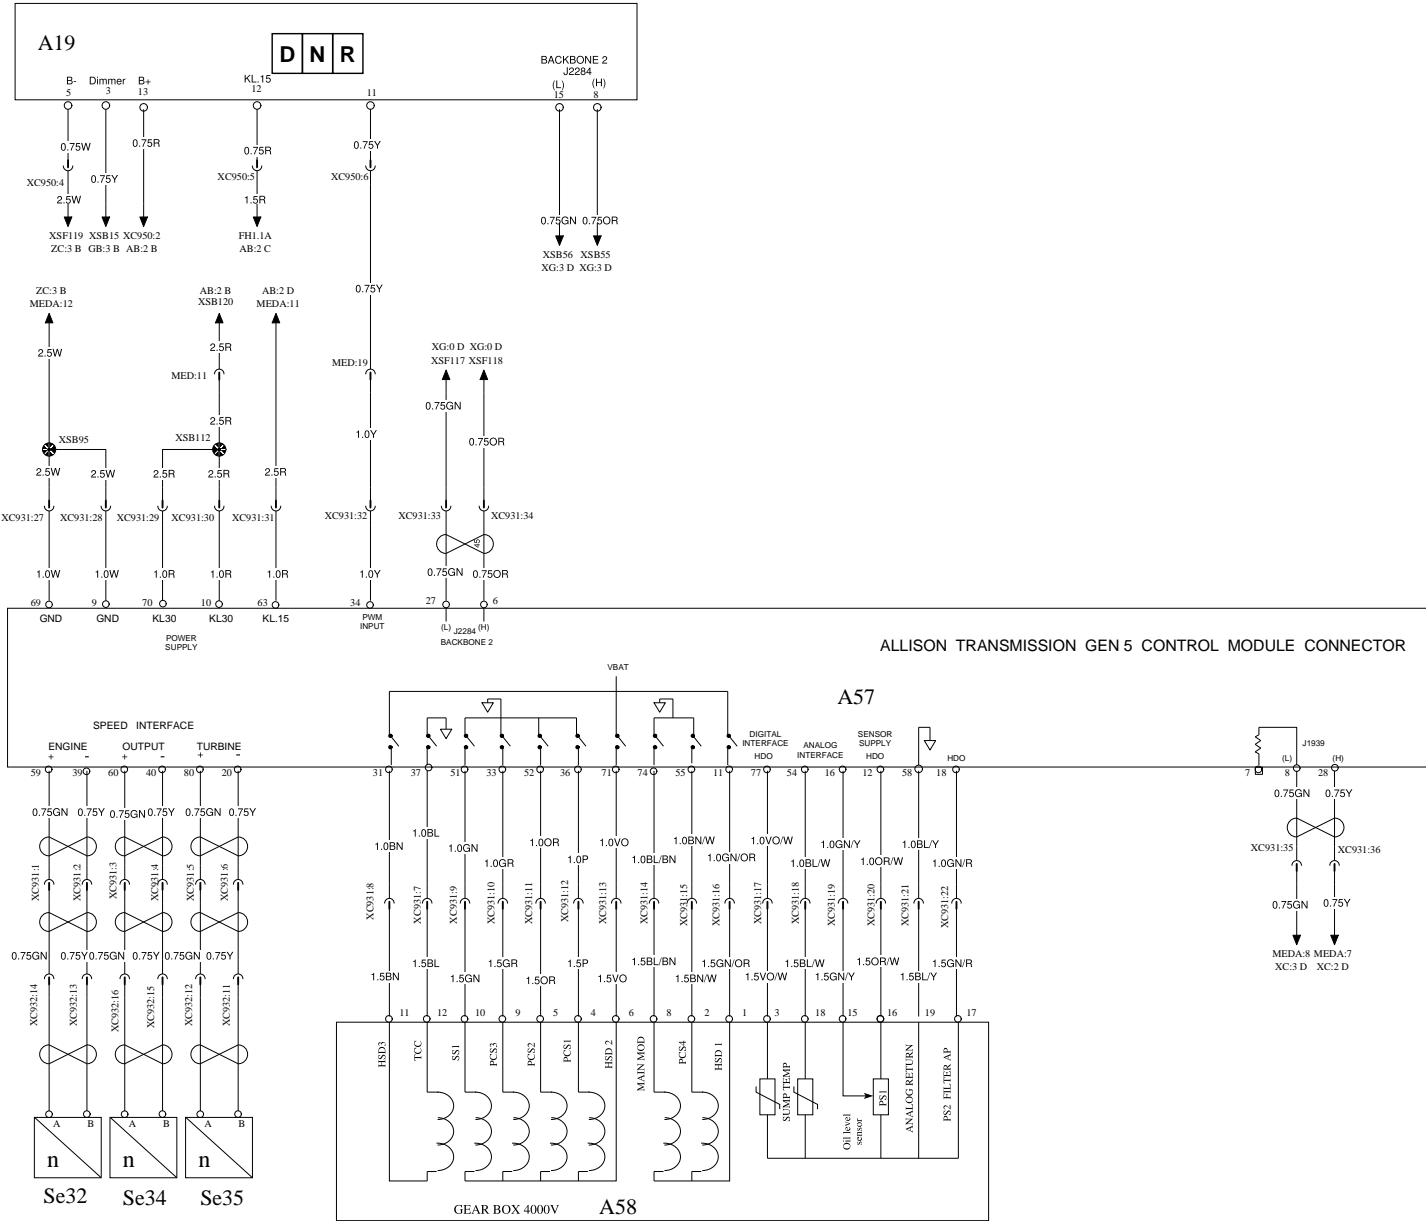 A19
D N R
BACKBONE 2
J2284
B- Dimmer B+ KL.15 (L) (H)
5 3 13 12 11 15 8
0.75W 0.75R 0.75R 0.75Y
XC950:4 XC950:5 XC950:6
0.75Y
2.5W 1.5R
0.75GN 0.75OR
XSF119 XSB15 XC950:2 FH1.1A
ZC:3 B GB:3 B AB:2 B AB:2 C
XSB56 XSB55
XG:3 D XG:3 D
ZC:3 B AB:2 B AB:2 D 0.75Y
MEDA:12 XSB120 MEDA:11
2.5W 2.5R XG:0 D XG:0 D
MED:11 MED:19 XSF117 XSF118
0.75GN
2.5R 1.0Y 0.75OR
XSB95 XSB112
2.5W 2.5W 2.5R 2.5R 2.5R
XC931:27 XC931:28 XC931:29 XC931:30 XC931:31 XC931:32 XC931:33 XC931:34
45
1.0W 1.0W 1.0R 1.0R 1.0R 1.0Y 0.75GN 0.75OR
69 9 70 10 63 34 27 6
GND GND KL30 KL30 KL.15 PWM
INPUT
(L) J2284 (H)
BACKBONE 2
POWER
SUPPLY
ALLISON TRANSMISSION GEN 5 CONTROL MODULE CONNECTOR
VBAT
A57
SPEED INTERFACE
ENGINE OUTPUT TURBINE
+ - + - + -
DIGITAL
INTERFACE
HDO
ANALOG
INTERFACE
SENSOR
SUPPLY
HDO
HDO
J1939
(L) (H)
59 39 60 40 80 20 31 37 51 33 52 36 71 74 55 11 77 54 16 12 58 18 7 8 28
0.75GN 0.75Y 0.75GN 0.75Y 0.75GN 0.75Y
0.75GN 0.75Y
1.0BN 1.0BL 1.0GN 1.0GR 1.0OR 1.0P 1.0VO 1.0BL/BN 1.0BN/W 1.0GN/OR 1.0VO/W 1.0BL/W 1.0GN/Y 1.0OR/W 1.0BL/Y 1.0GN/R
XC931:35 XC931:36
XC931:1 XC931:2 XC931:3 XC931:4 XC931:5 XC931:6 XC931:8 XC931:7 XC931:9 XC931:10 XC931:11 XC931:12 XC931:13 XC931:14 XC931:15 XC931:16 XC931:17 XC931:18 XC931:19 XC931:20 XC931:21 XC931:22
0.75GN 0.75Y
0.75GN 0.75Y 0.75GN 0.75Y 0.75GN 0.75Y
1.5BN 1.5BL 1.5GN 1.5GR 1.5OR 1.5P 1.5VO 1.5BL/BN 1.5BN/W 1.5GN/OR 1.5VO/W 1.5BL/W 1.5GN/Y 1.5OR/W 1.5BL/Y 1.5GN/R
MEDA:8 MEDA:7
XC:3 D XC:2 D
XC932:14 XC932:13 XC932:16 XC932:15 XC932:12 XC932:11
11 12 10 9 5 4 6 8 2 1 3 18 15 16 19 17
HSD3 TCC SS1 PCS3 PCS2 PCS1 HSD 2 MAIN MOD PCS4 HSD 1 SUMP TEMP PS1 ANALOG RETURN PS2 FILTER AP
Oil level
sensor
A B A B A B
n n n
Se32 Se34 Se35
GEAR BOX 4000V A58